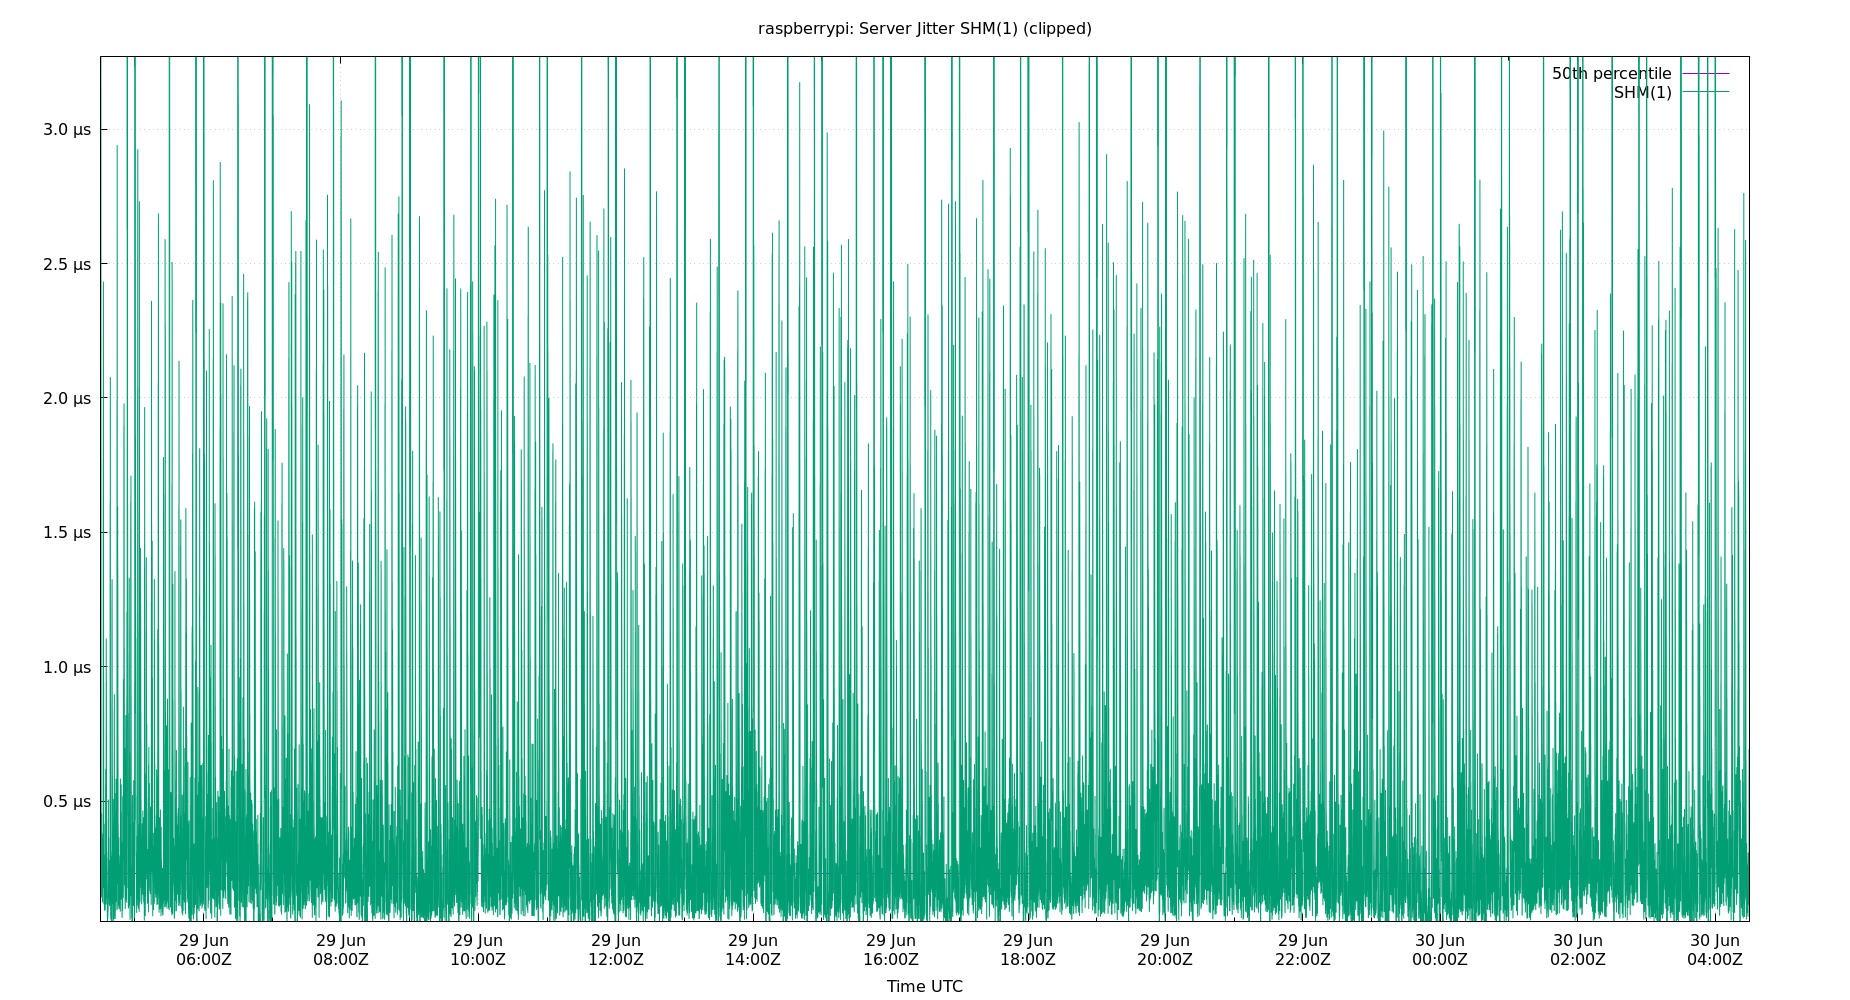 raspberrypi: Server Jitter SHM(1) (clipped)
50th percentile
SHM(1)
3.0 µs
2.5 µs
2.0 µs
1.5 µs
1.0 µs
0.5 µs
29 Jun 29 Jun 29 Jun 29 Jun 29 Jun 29 Jun 29 Jun 29 Jun 29 Jun 30 Jun 30 Jun 30 Jun
06:00Z 08:00Z 10:00Z 12:00Z 14:00Z 16:00Z 18:00Z 20:00Z 22:00Z 00:00Z 02:00Z 04:00Z
Time UTC